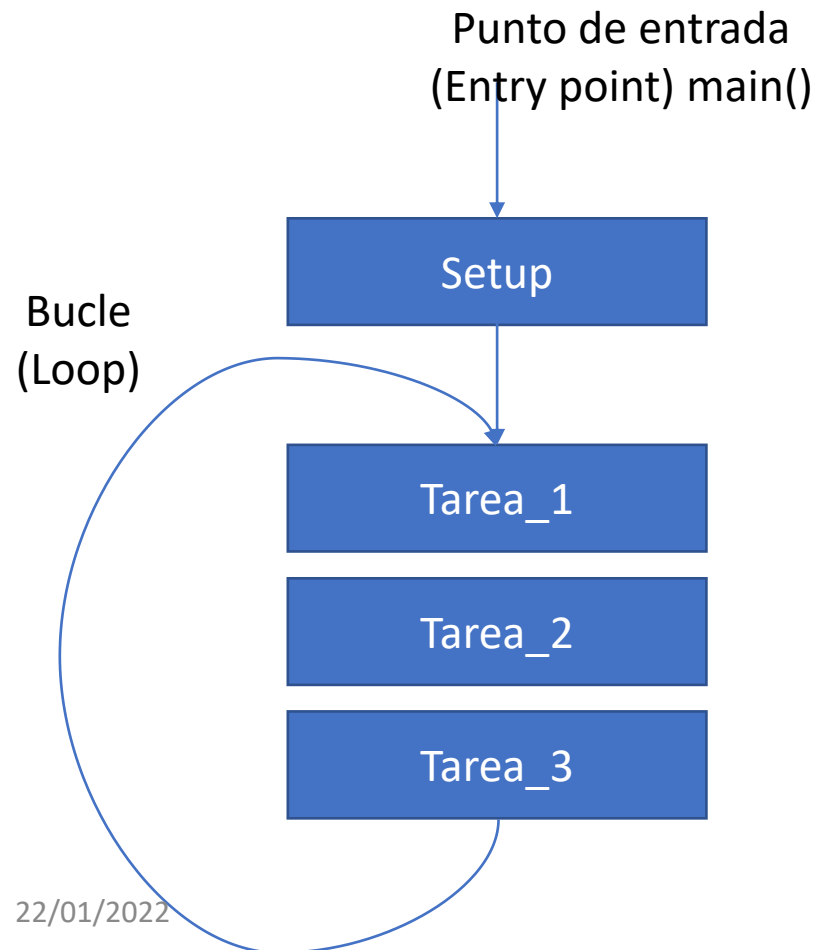 Punto de entrada
(Entry point) main()
Setup
Bucle
(Loop)
Tarea_1
Tarea_2
Tarea_3
22/01/2022